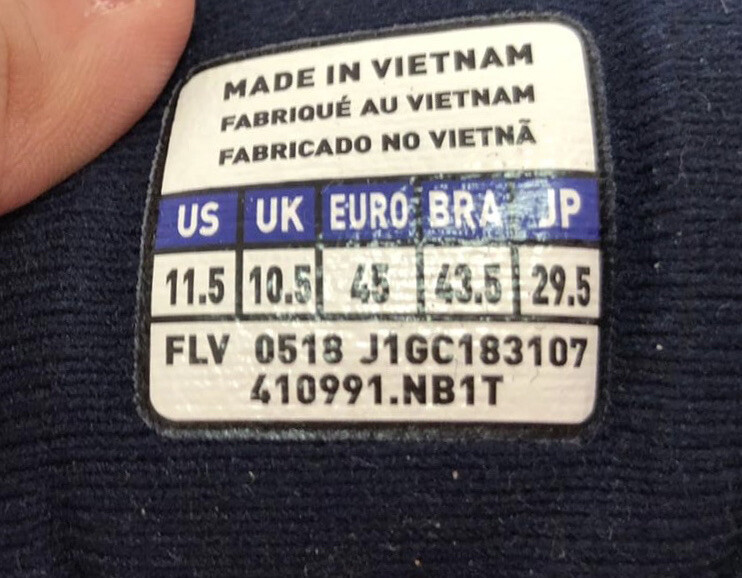 MADE IN VIETNAM
FABRIQUÉ AU VIETNAM
FABRICADO NO VIETNÃ
US UK EURO BRA JP
11.5 10.5 45 43.5 29.5
FLV 0518 J1GC183107
410991.NB1T